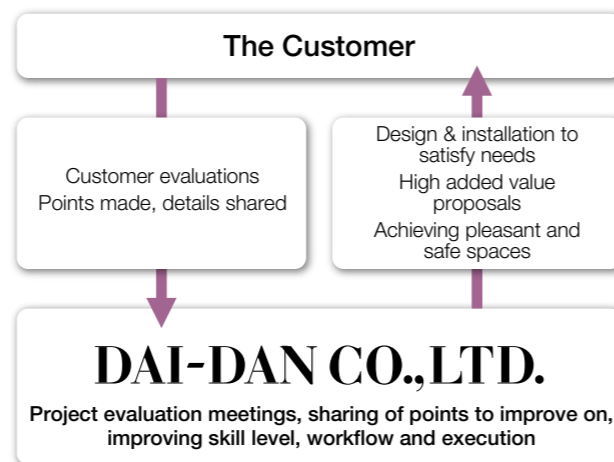 The Customer
Customer evaluations
Points made, details shared
Design & installation to
satisfy needs
High added value
proposals
Achieving pleasant and
safe spaces
DAI-DAN CO.,LTD.
Project evaluation meetings, sharing of points to improve on,
improving skill level, workflow and execution